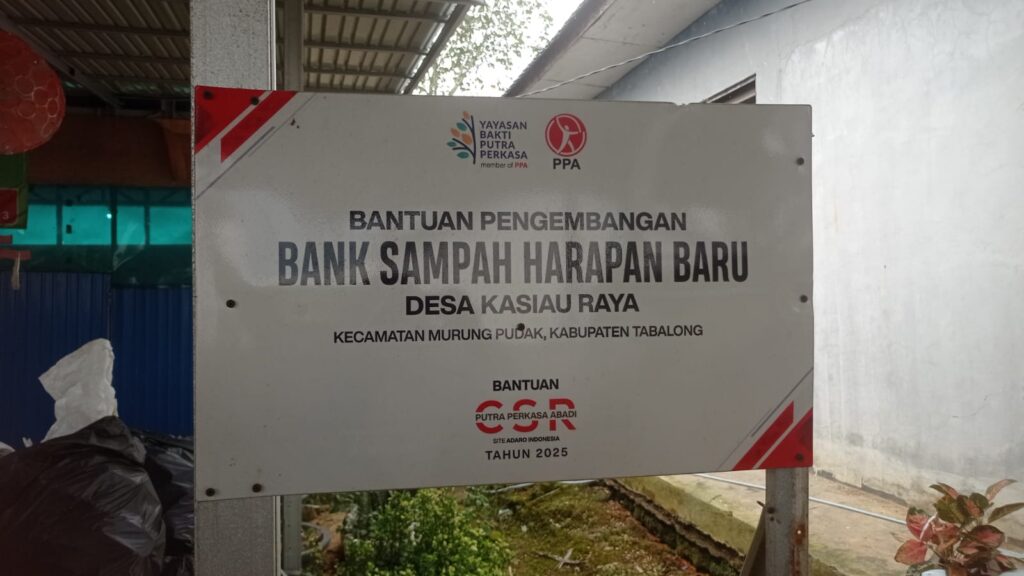 YAYASAN
BAKTI
PUTRA
PERKASA
member of PPA
PPA
BANTUAN PENGEMBANGAN
BANK SAMPAH HARAPAN BARU
DESA KASIAU RAYA
KECAMATAN MURUNG PUDAK, KABUPATEN TABALONG
BANTUAN
CSR
PUTRA PERKASA ABADI
SITE ADARO INDONESIA
TAHUN 2025